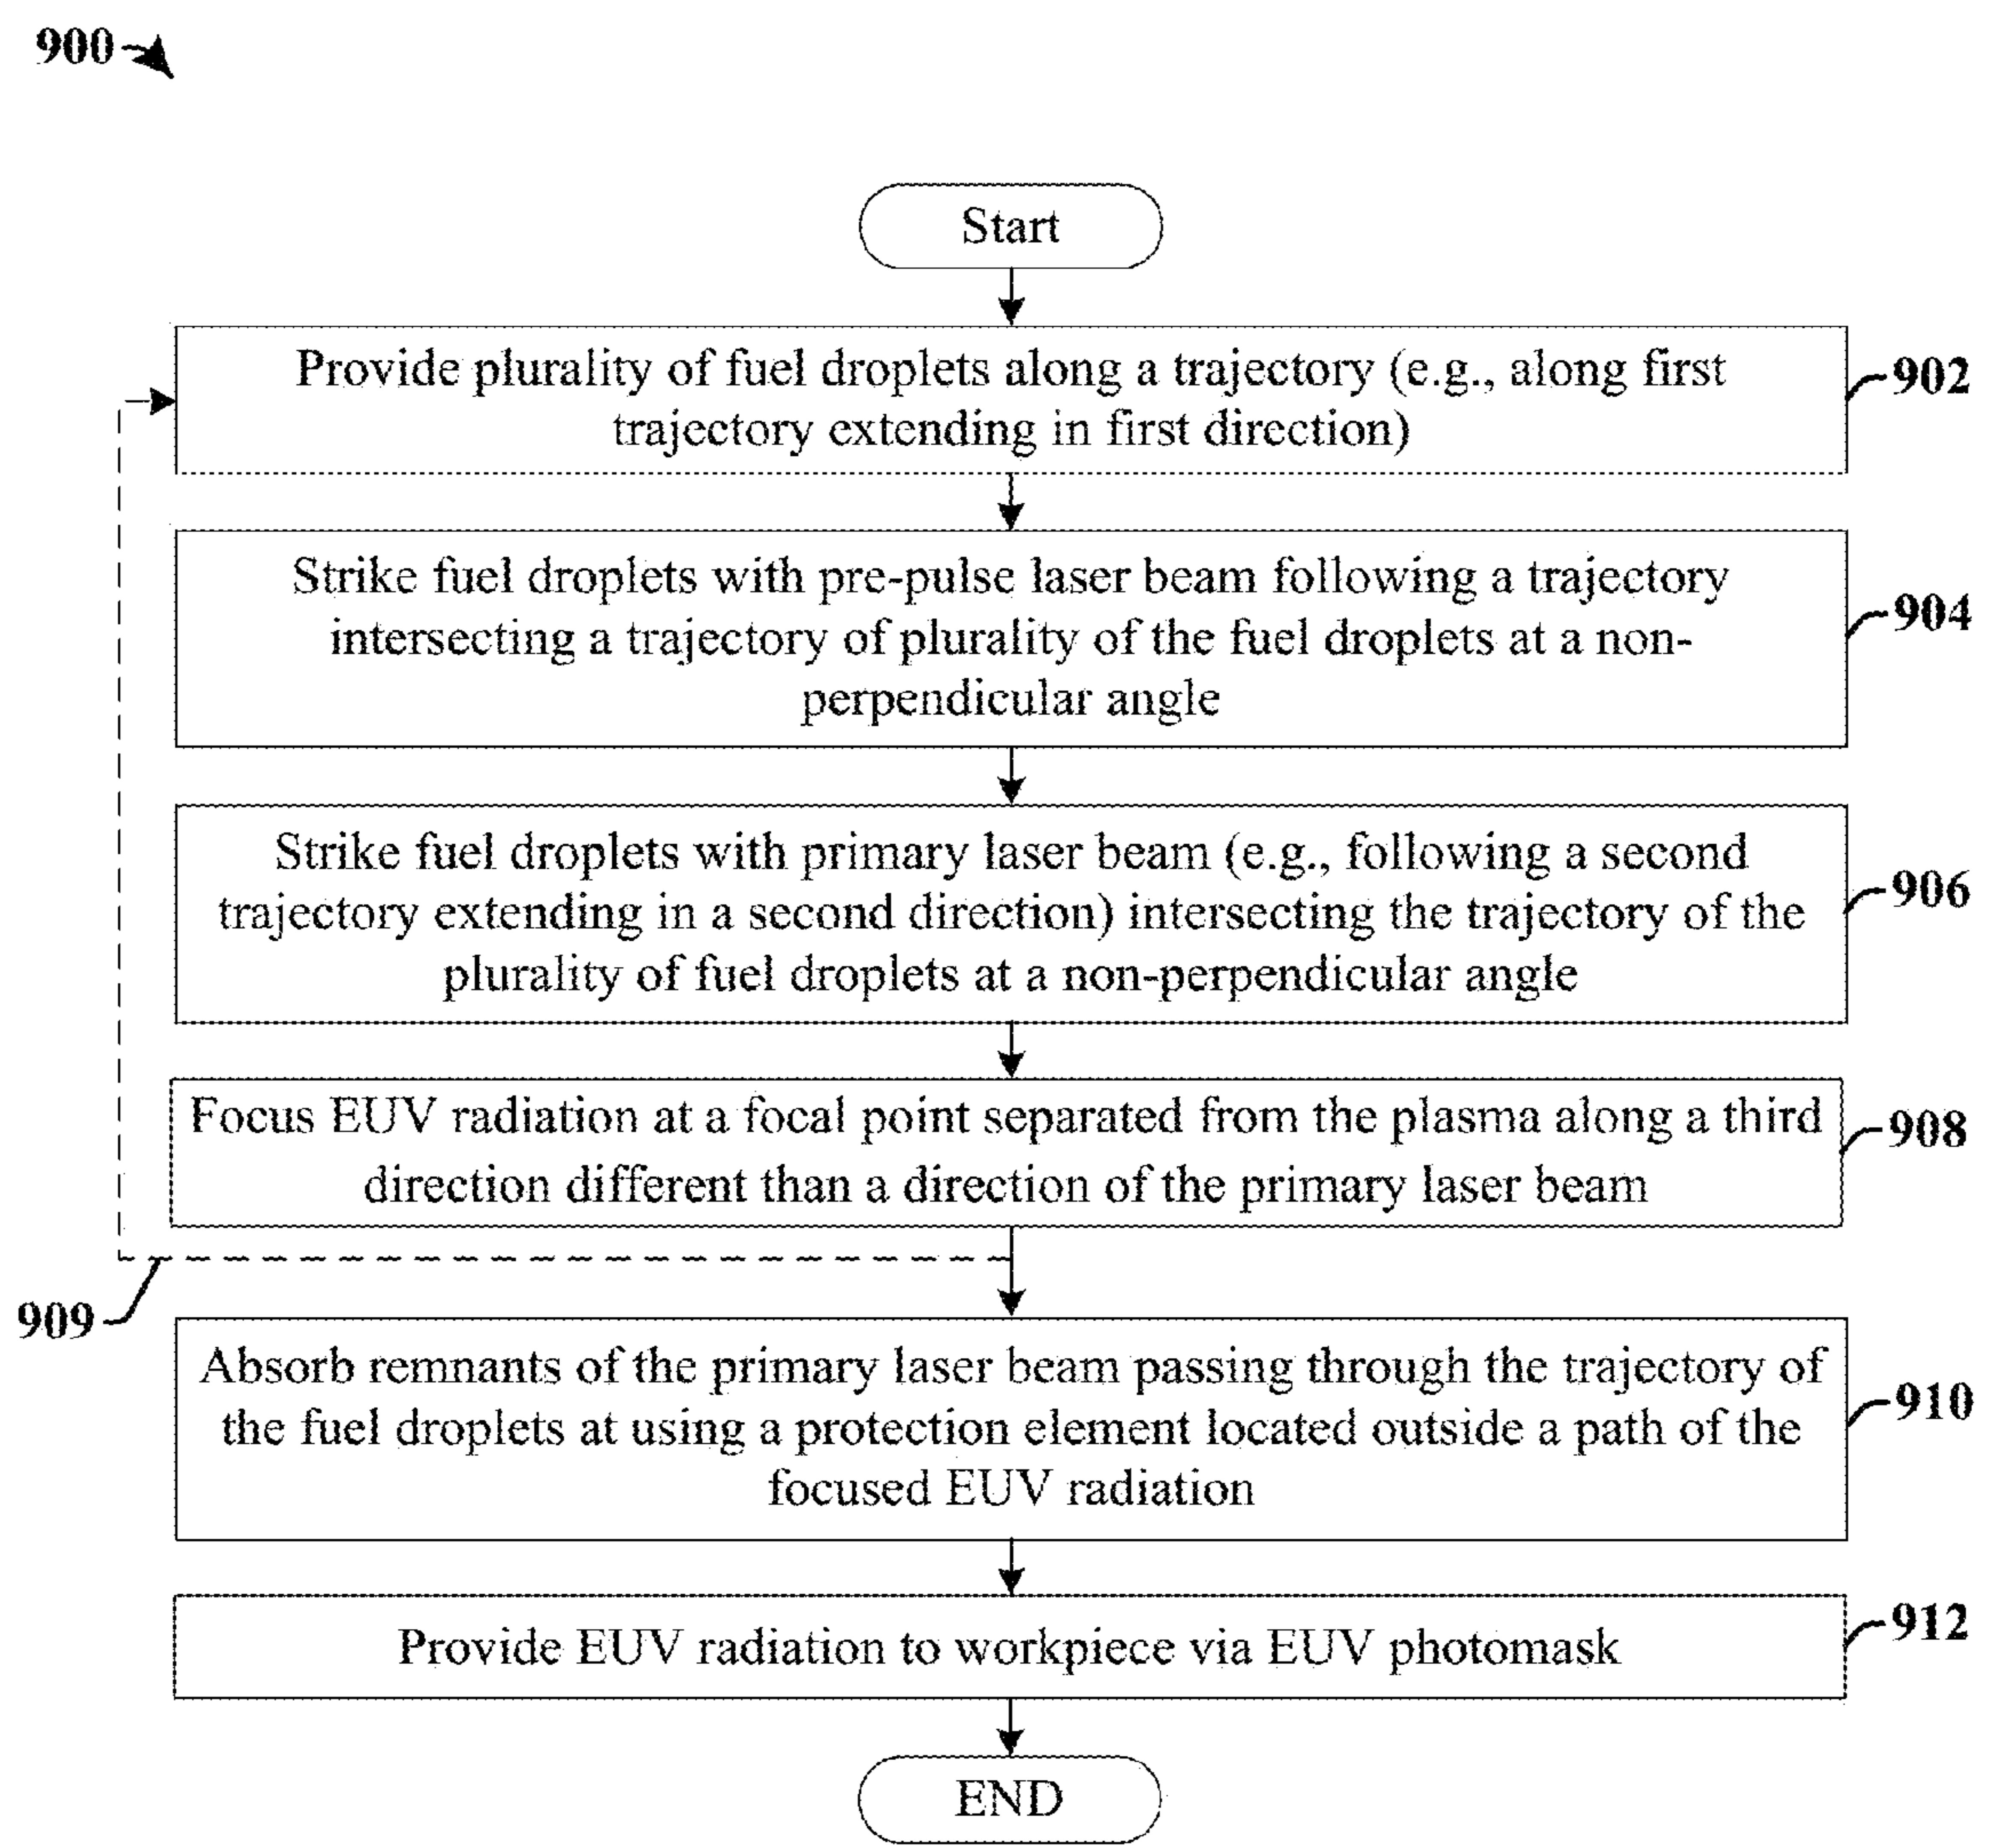 900
Start
Provide plurality of fuel droplets along a trajectory (e.g., along first
trajectory extending in first direction)
902
Strike fuel droplets with pre-pulse laser beam following a trajectory
intersecting a trajectory of plurality of the fuel droplets at a non-
perpendicular angle
904
Strike fuel droplets with primary laser beam (e.g., following a second
trajectory extending in a second direction) intersecting the trajectory of the
plurality of fuel droplets at a non-perpendicular angle
906
Focus EUV radiation at a focal point separated from the plasma along a third
direction different than a direction of the primary laser beam
908
909
Absorb remnants of the primary laser beam passing through the trajectory of
the fuel droplets at using a protection element located outside a path of the
focused EUV radiation
910
Provide EUV radiation to workpiece via EUV photomask
912
END